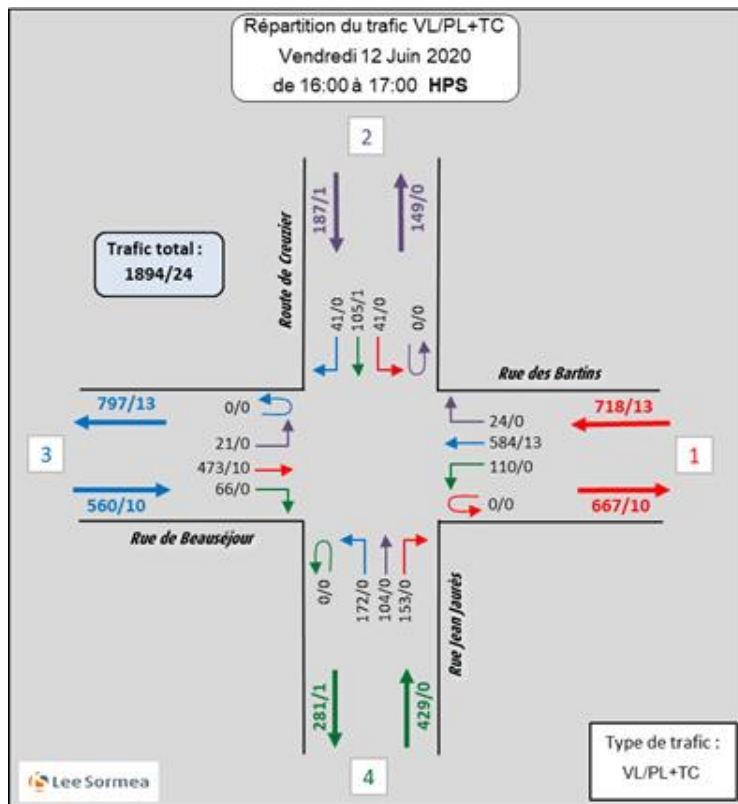 Répartition du trafic VL/PL+TC
Vendredi 12 Juin 2020
de 16:00 à 17:00 HPS
2
187/1
149/0
Trafic total :
1894/24
Route de Creuzier
41/0
105/1
41/0
0/0
Rue des Bartins
797/13
0/0
24/0
718/13
3
21/0
584/13
1
473/10
110/0
560/10
66/0
0/0
667/10
Rue de Beauséjour
0/0
172/0
104/0
153/0
Rue Jean Jaurès
281/1
429/0
Type de trafic :
VL/PL+TC
Lee Sormea
4